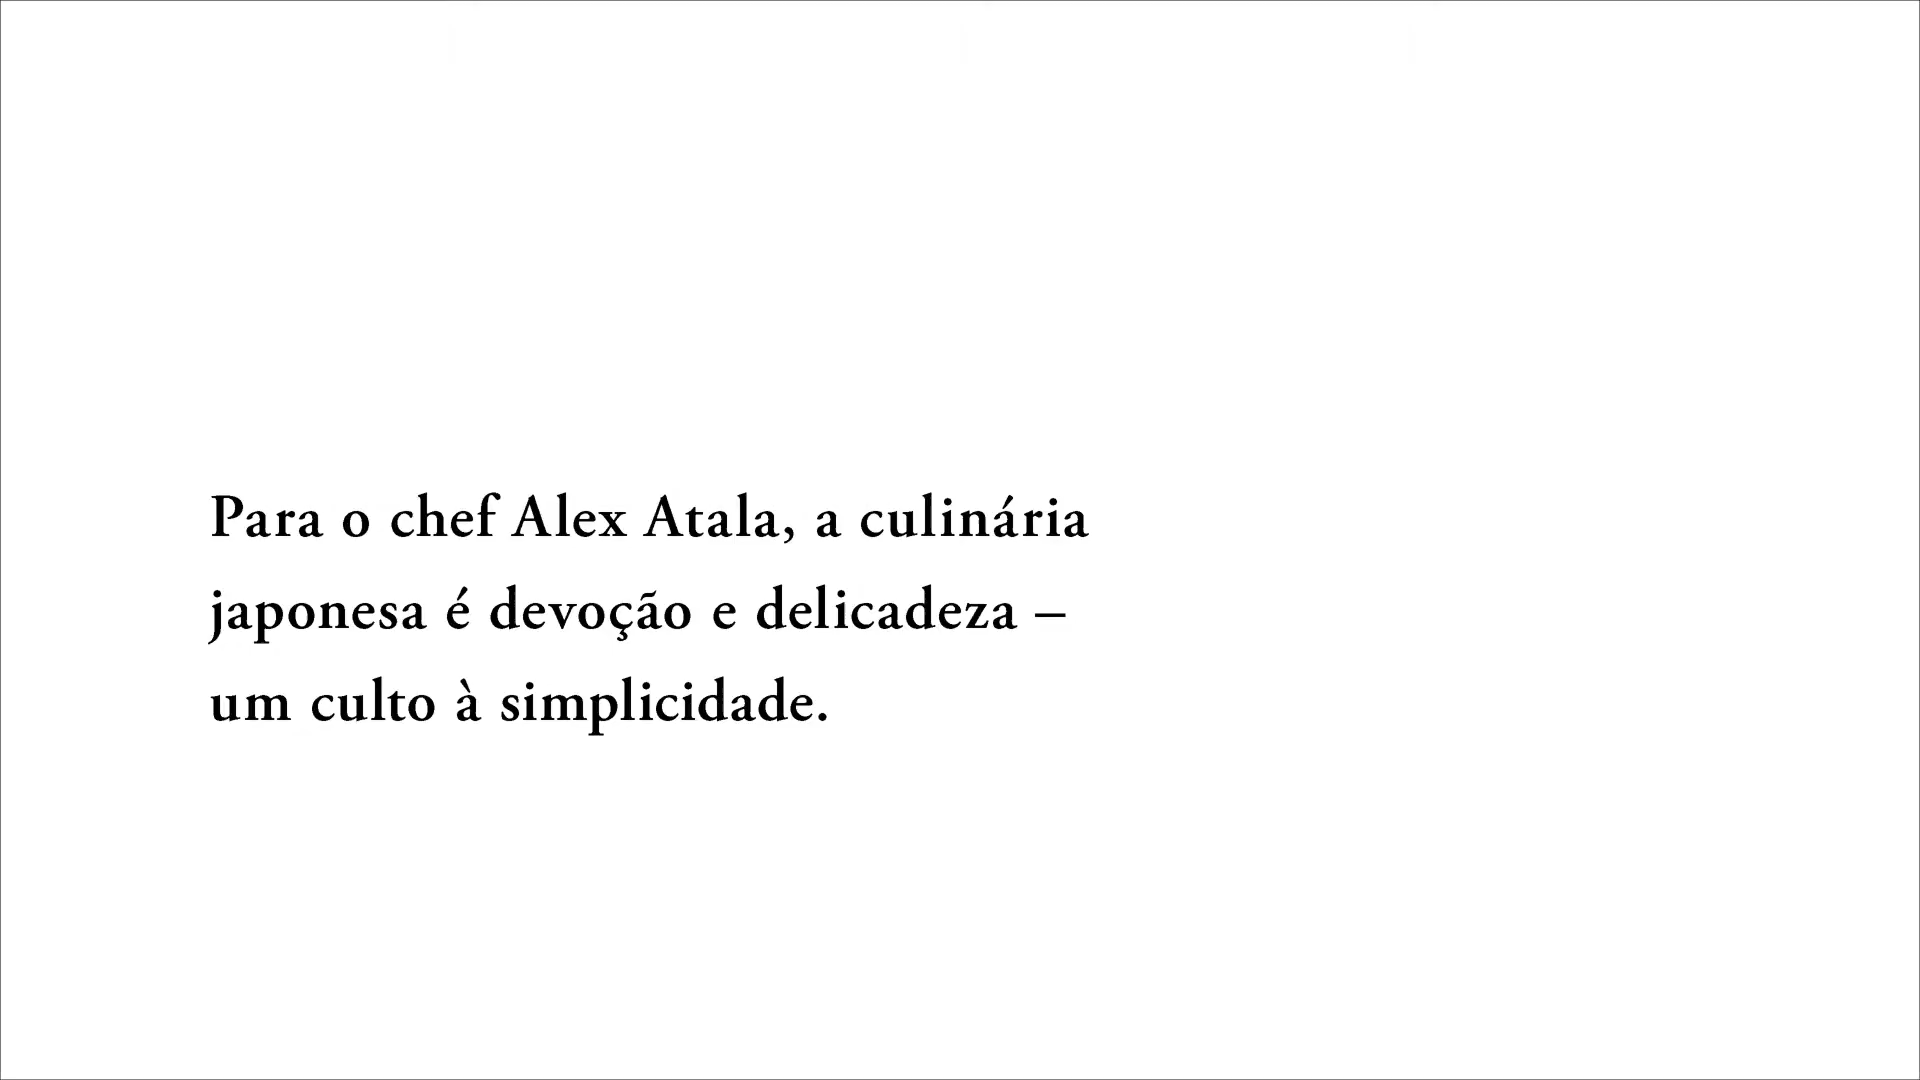 Para o chef Alex Atala, a culinária
japonesa é devoção e delicadeza –
um culto à simplicidade.